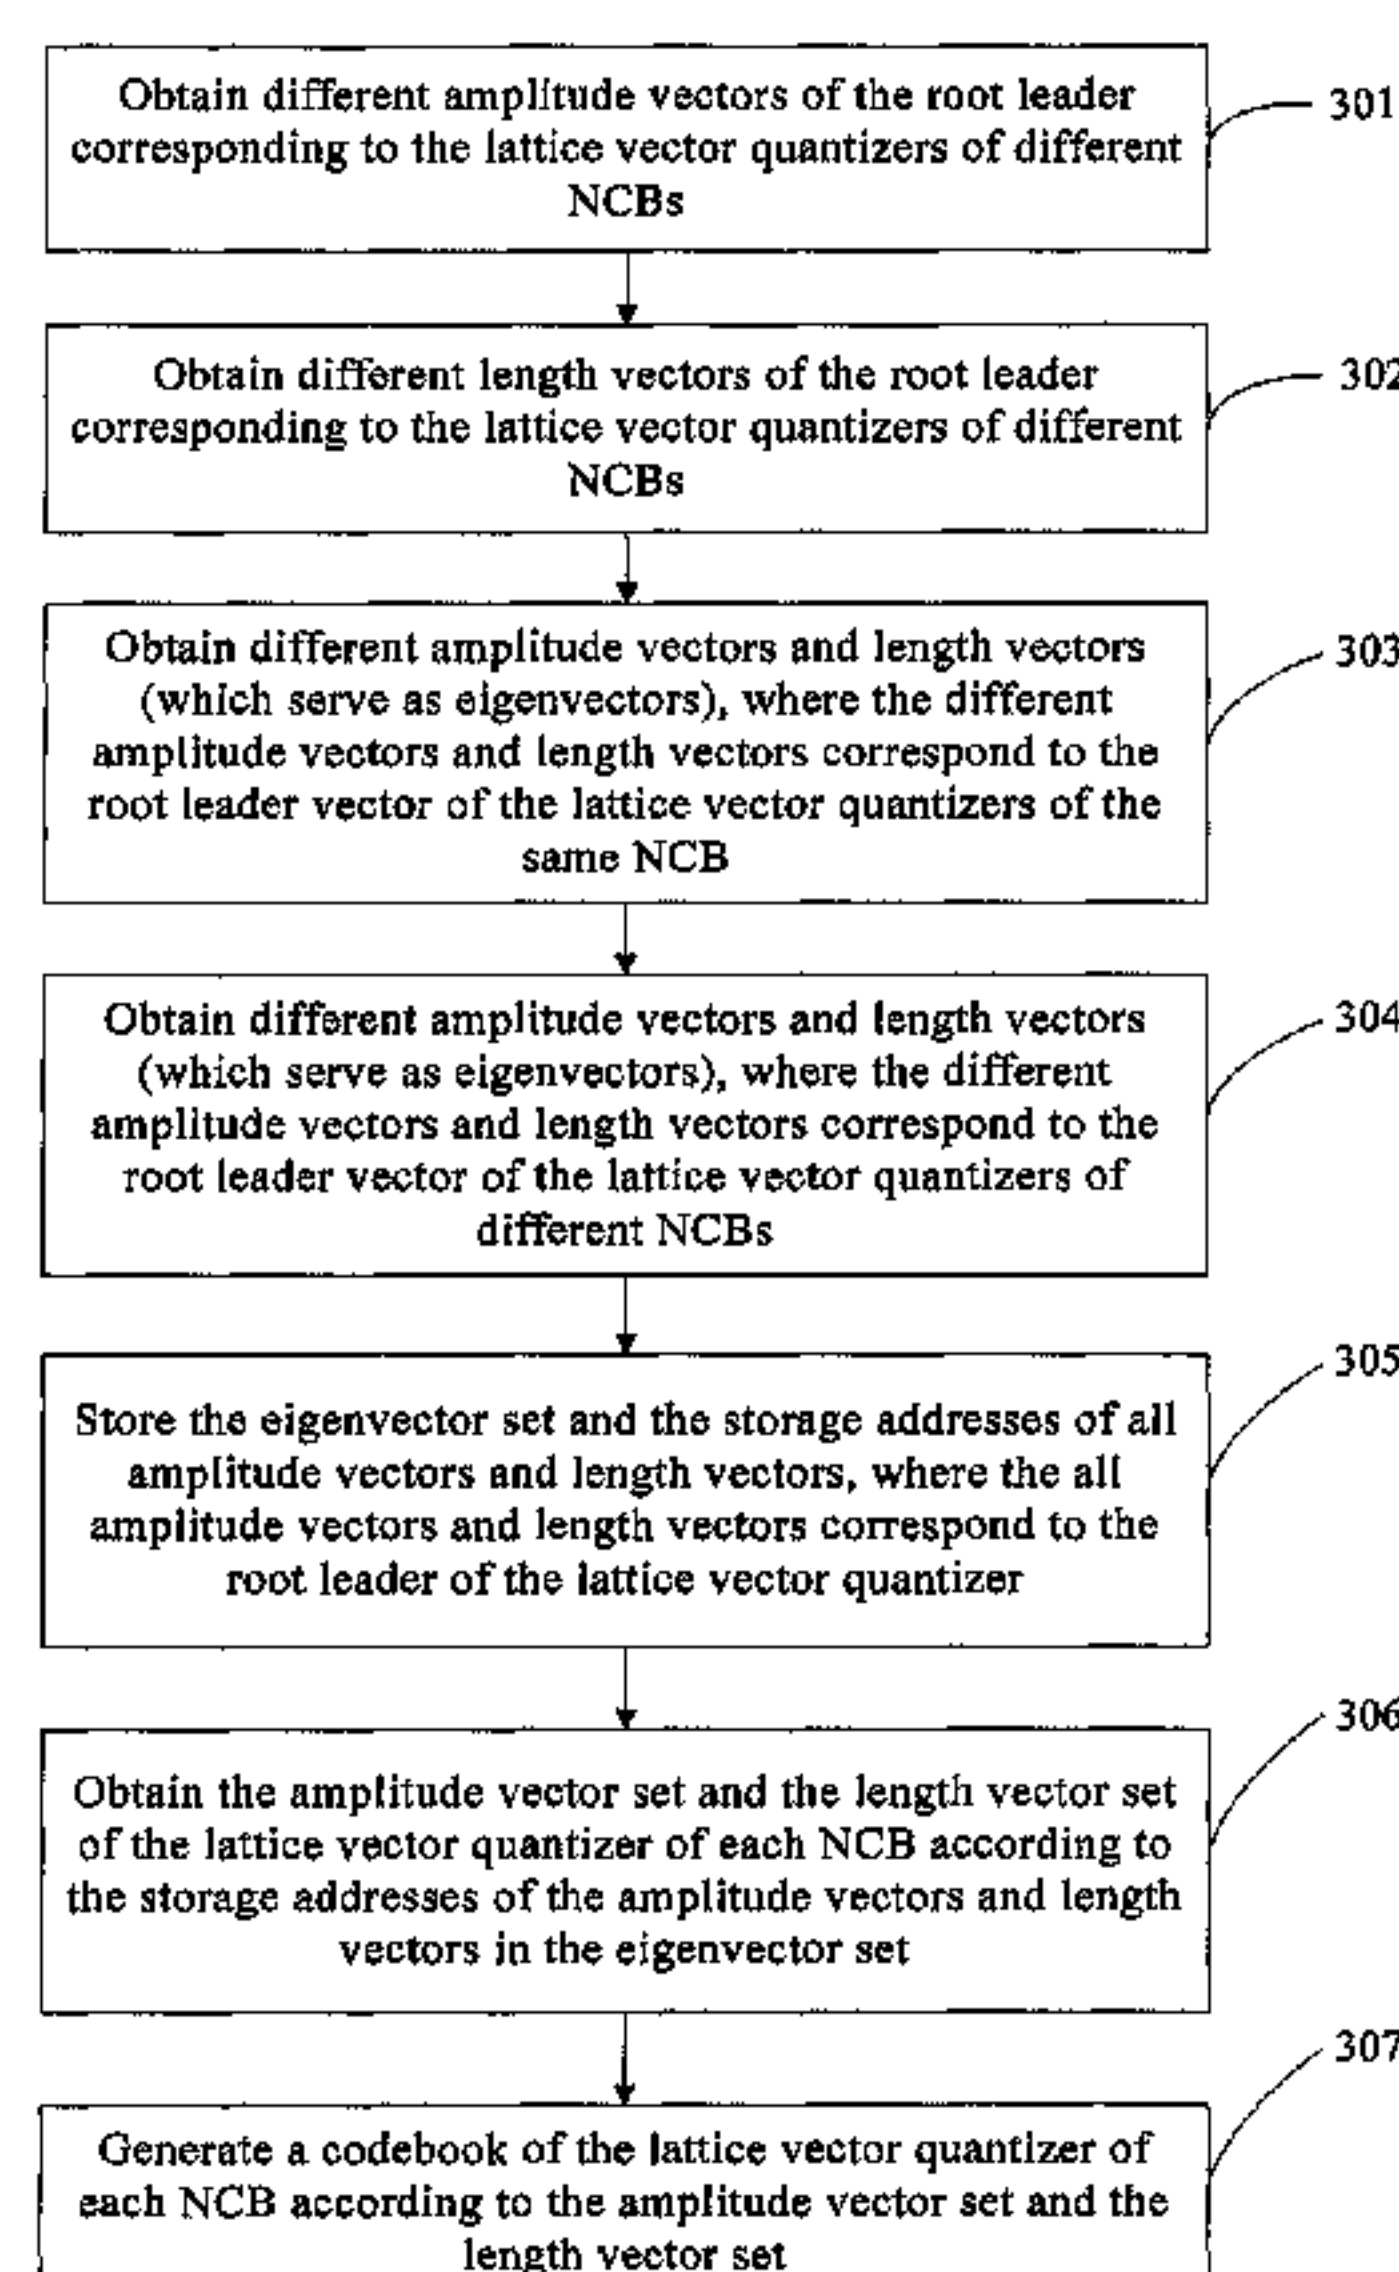 Obtain different amplitude vectors of the root leader
corresponding to the lattice vector quantizers of different
NCBs
301
Obtain different length vectors of the root leader
corresponding to the lattice vector quantizers of different
NCBs
302
Obtain different amplitude vectors and length vectors
(which serve as eigenvectors), where the different
amplitude vectors and length vectors correspond to the
root leader vector of the lattice vector quantizers of the
same NCB
303
Obtain different amplitude vectors and length vectors
(which serve as eigenvectors), where the different
amplitude vectors and length vectors correspond to the
root leader vector of the lattice vector quantizers of
different NCBs
304
Store the eigenvector set and the storage addresses of all
amplitude vectors and length vectors, where the all
amplitude vectors and length vectors correspond to the
root leader of the lattice vector quantizer
305
Obtain the amplitude vector set and the length vector set
of the lattice vector quantizer of each NCB according to
the storage addresses of the amplitude vectors and length
vectors in the eigenvector set
306
Generate a codebook of the lattice vector quantizer of
each NCB according to the amplitude vector set and the
length vector set
307